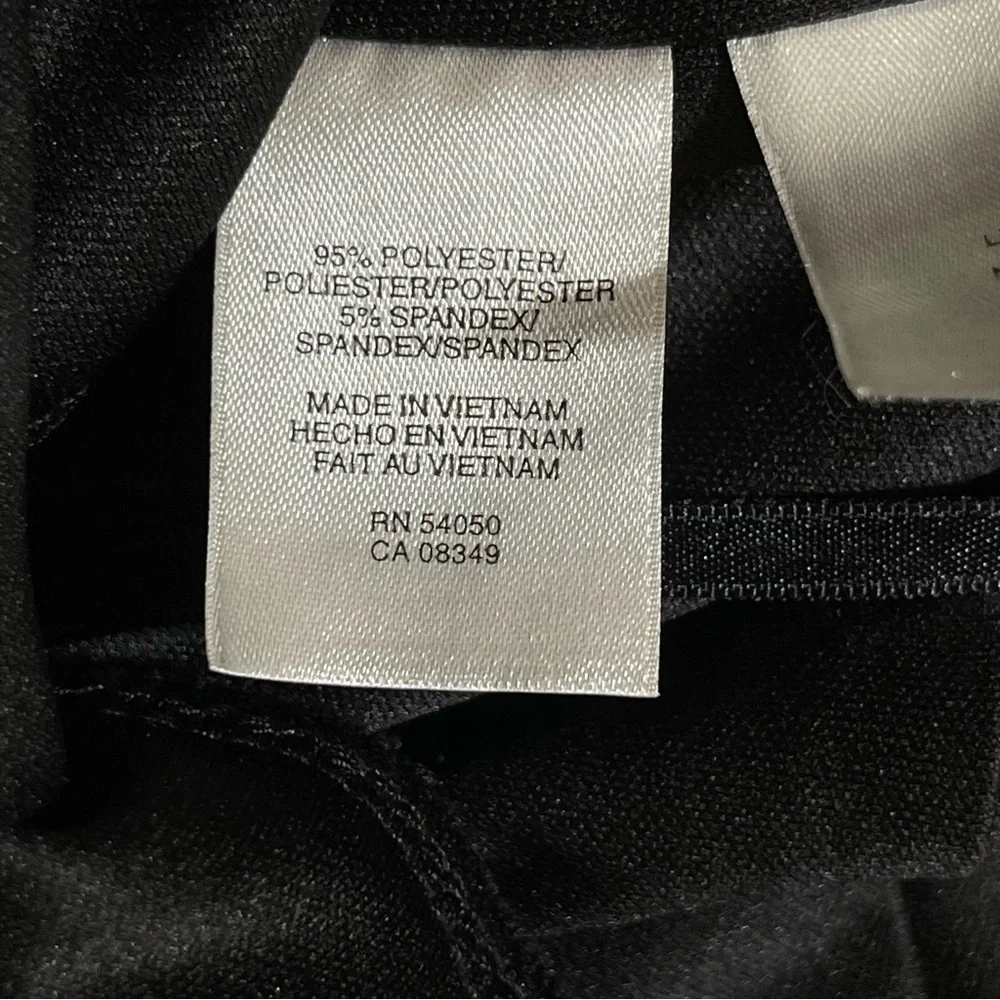 95% POLYESTER/
POLIESTER/POLYESTER
5% SPANDEX/
SPANDEX/SPANDEX
MADE IN VIETNAM
HECHO EN VIETNAM
FAIT AU VIETNAM
RN 54050
CA 08349